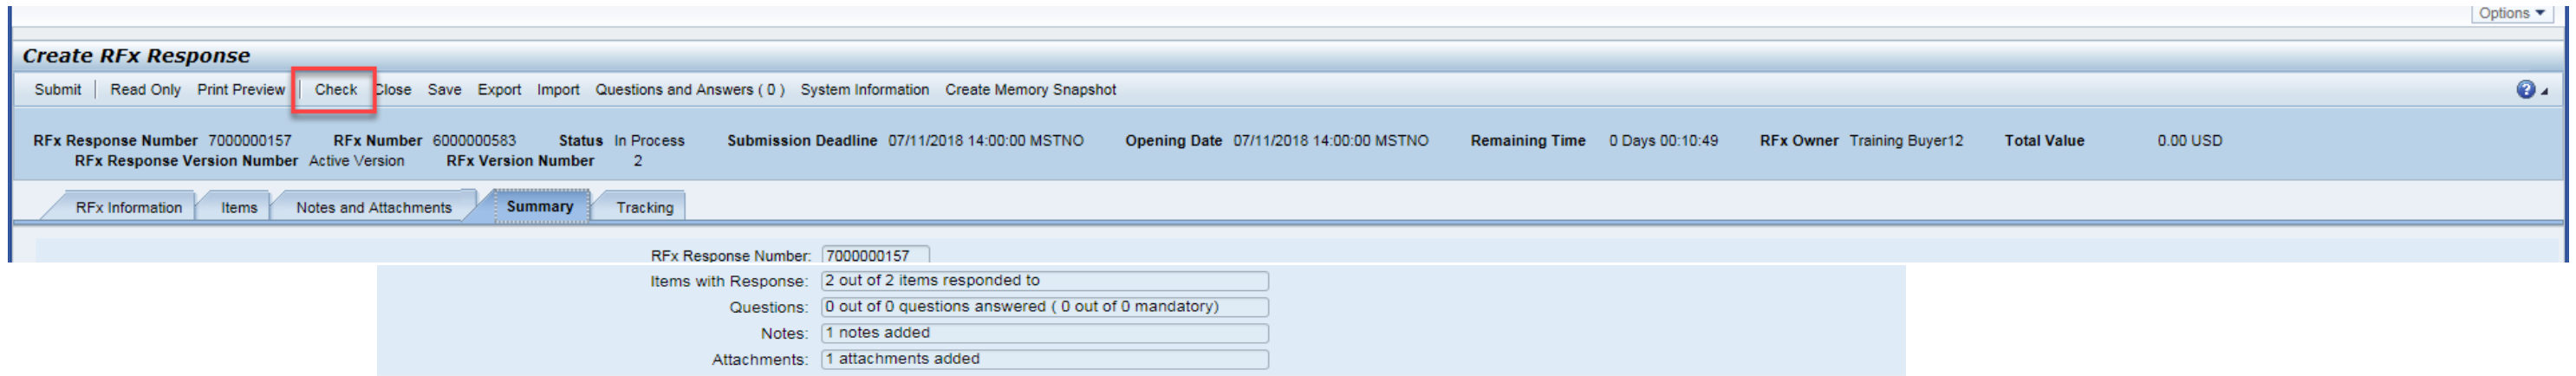 Options
Create RFx Response
Submit Read Only Print Preview Check Close Save Export Import Questions and Answers ( 0 ) System Information Create Memory Snapshot
RFx Response Number 7000000157 RFx Number 6000000583 Status In Process Submission Deadline 07/11/2018 14:00:00 MSTNO Opening Date 07/11/2018 14:00:00 MSTNO Remaining Time 0 Days 00:10:49 RFx Owner Training Buyer12 Total Value 0.00 USD
RFx Response Version Number Active Version RFx Version Number 2
RFx Information Items Notes and Attachments Summary Tracking
RFx Response Number: 7000000157
Items with Response: 2 out of 2 items responded to
Questions: 0 out of 0 questions answered ( 0 out of 0 mandatory)
Notes: 1 notes added
Attachments: 1 attachments added